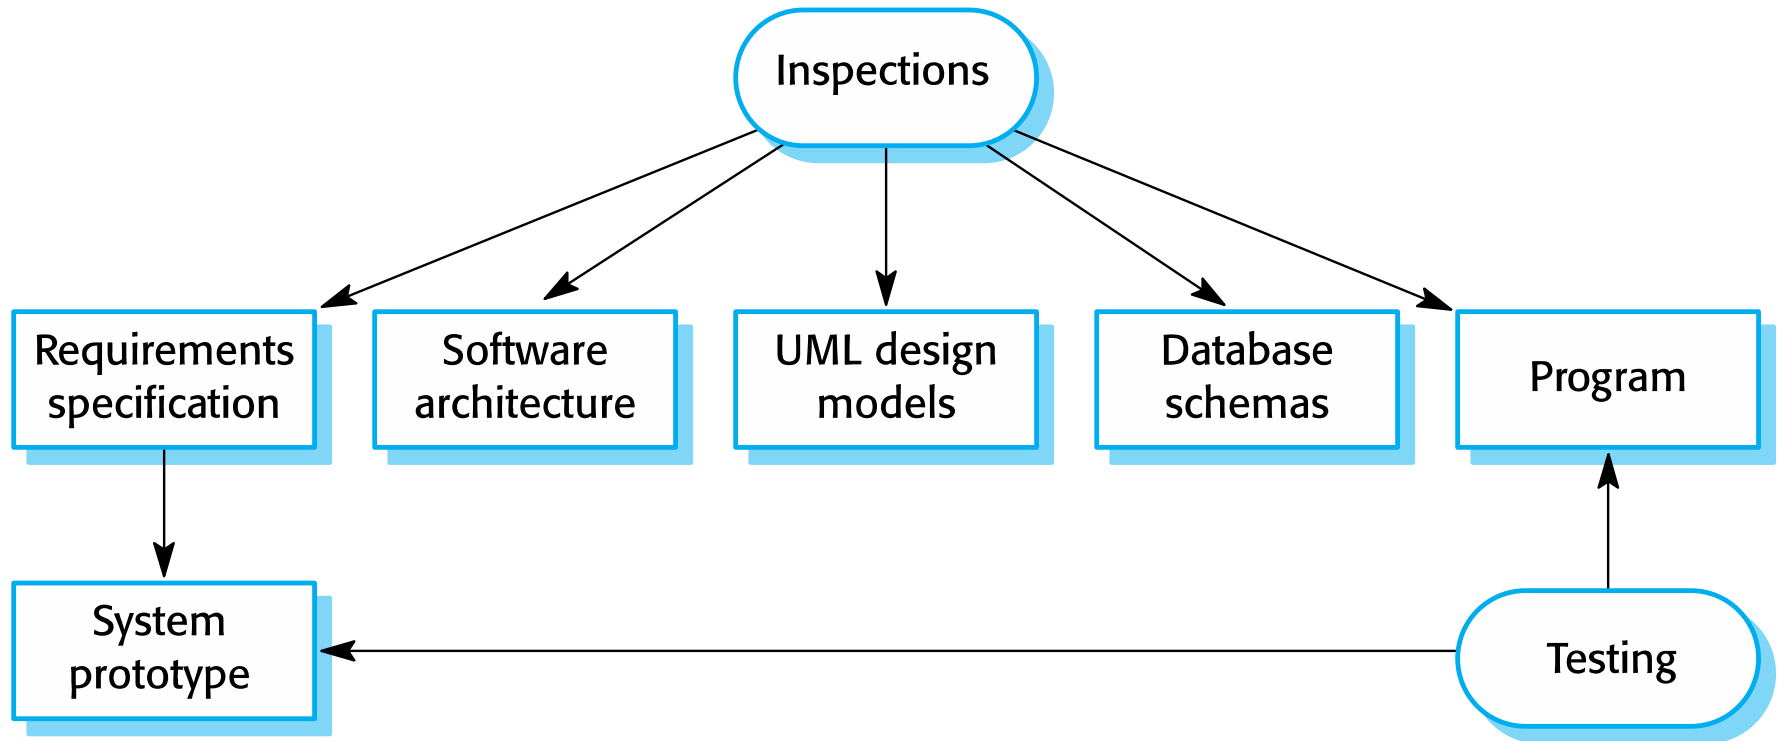 Inspections
Requirements
specification
Software
architecture
UML design
models
Database
schemas
Program
System
prototype
Testing